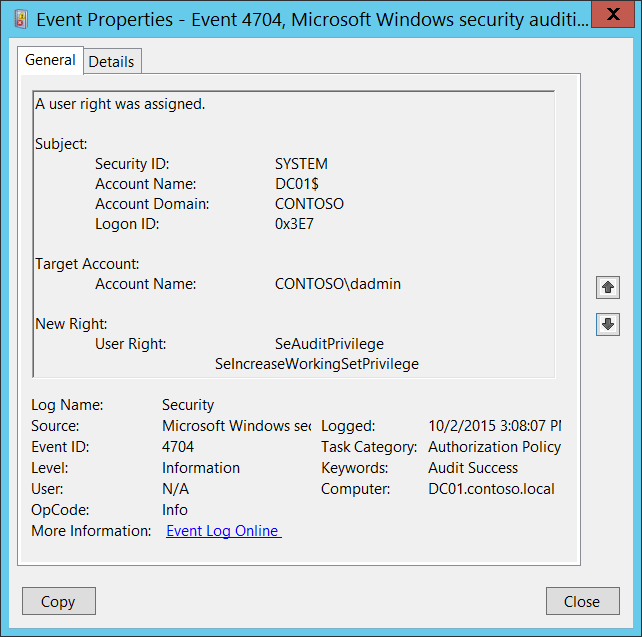 Event Properties - Event 4704, Microsoft Windows security auditi...
X
General
Details
A user right was assigned.
Subject:
Security ID: SYSTEM
Account Name: DC01$
Account Domain: CONTOSO
Logon ID: 0x3E7
Target Account:
Account Name: CONTOSO\dadmin
New Right:
User Right: SeAuditPrivilege
SeIncreaseWorkingSetPrivilege
Log Name: Security
Source: Microsoft Windows sec Logged: 10/2/2015 3:08:07 PM
Event ID: 4704 Task Category: Authorization Policy
Level: Information Keywords: Audit Success
User: N/A Computer: DC01.contoso.local
OpCode: Info
More Information: Event Log Online
Copy
Close